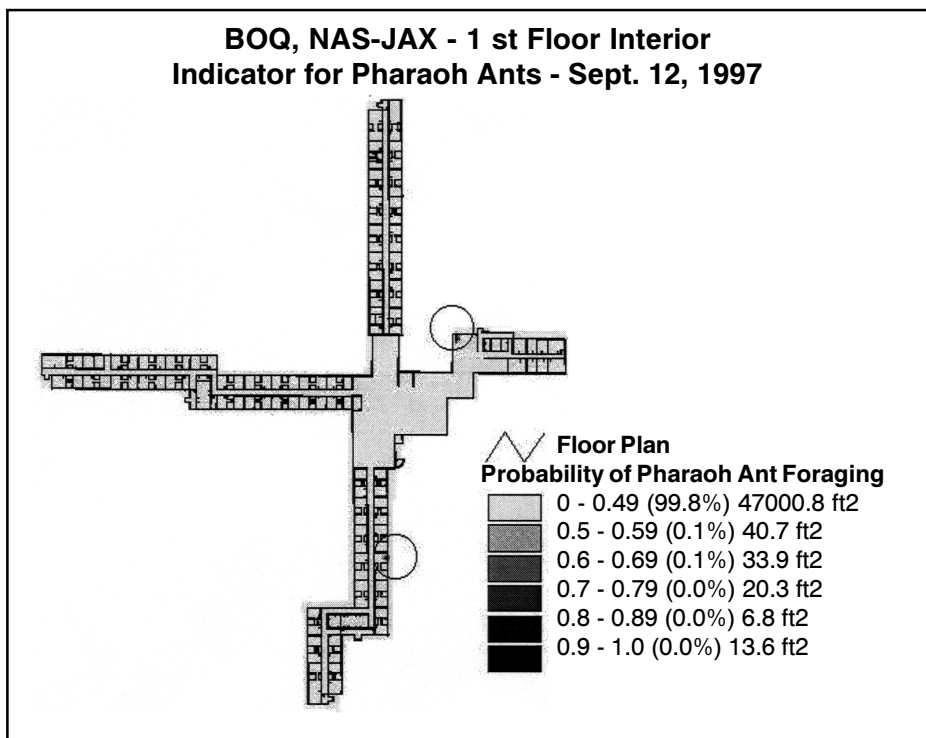 BOQ, NAS-JAX - 1 st Floor Interior
Indicator for Pharaoh Ants - Sept. 12, 1997
Floor Plan
Probability of Pharaoh Ant Foraging
0 - 0.49 (99.8%) 47000.8 ft2
0.5 - 0.59 (0.1%) 40.7 ft2
0.6 - 0.69 (0.1%) 33.9 ft2
0.7 - 0.79 (0.0%) 20.3 ft2
0.8 - 0.89 (0.0%) 6.8 ft2
0.9 - 1.0 (0.0%) 13.6 ft2